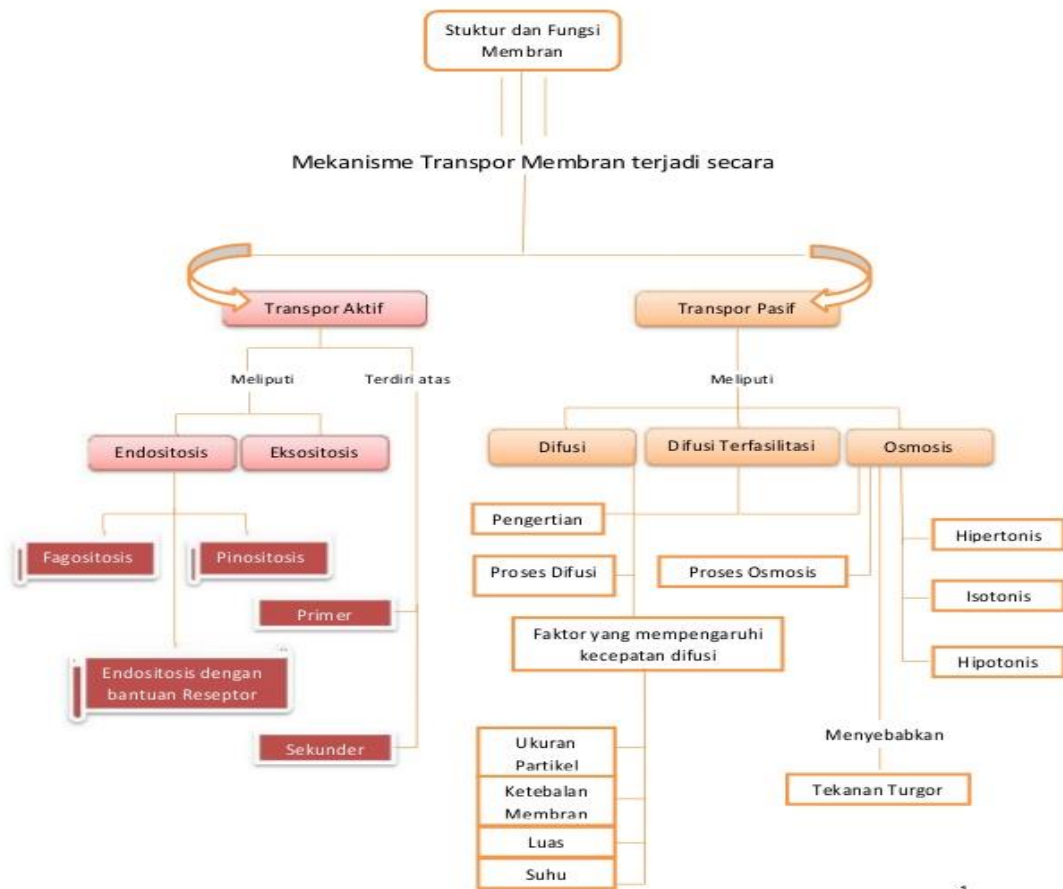 Stuktur dan Fungsi
Membran
Mekanisme Transpor Membran terjadi secara
Transpor Aktif
Transpor Pasif
Meliputi
Terdiri atas
Meliputi
Endositosis
Eksositosis
Difusi
Difusi Terfasilitasi
Osmosis
Pengertian
Fagositosis
Pinositosis
Proses Difusi
Proses Osmosis
Hipertonis
Isotonis
Hipotonis
Primer
Faktor yang mempengaruhi
kecepatan difusi
Endositosis dengan
bantuan Reseptor
Sekunder
Ukuran
Partikel
Ketebalan
Membran
Luas
Suhu
Menyebabkan
Tekanan Turgor